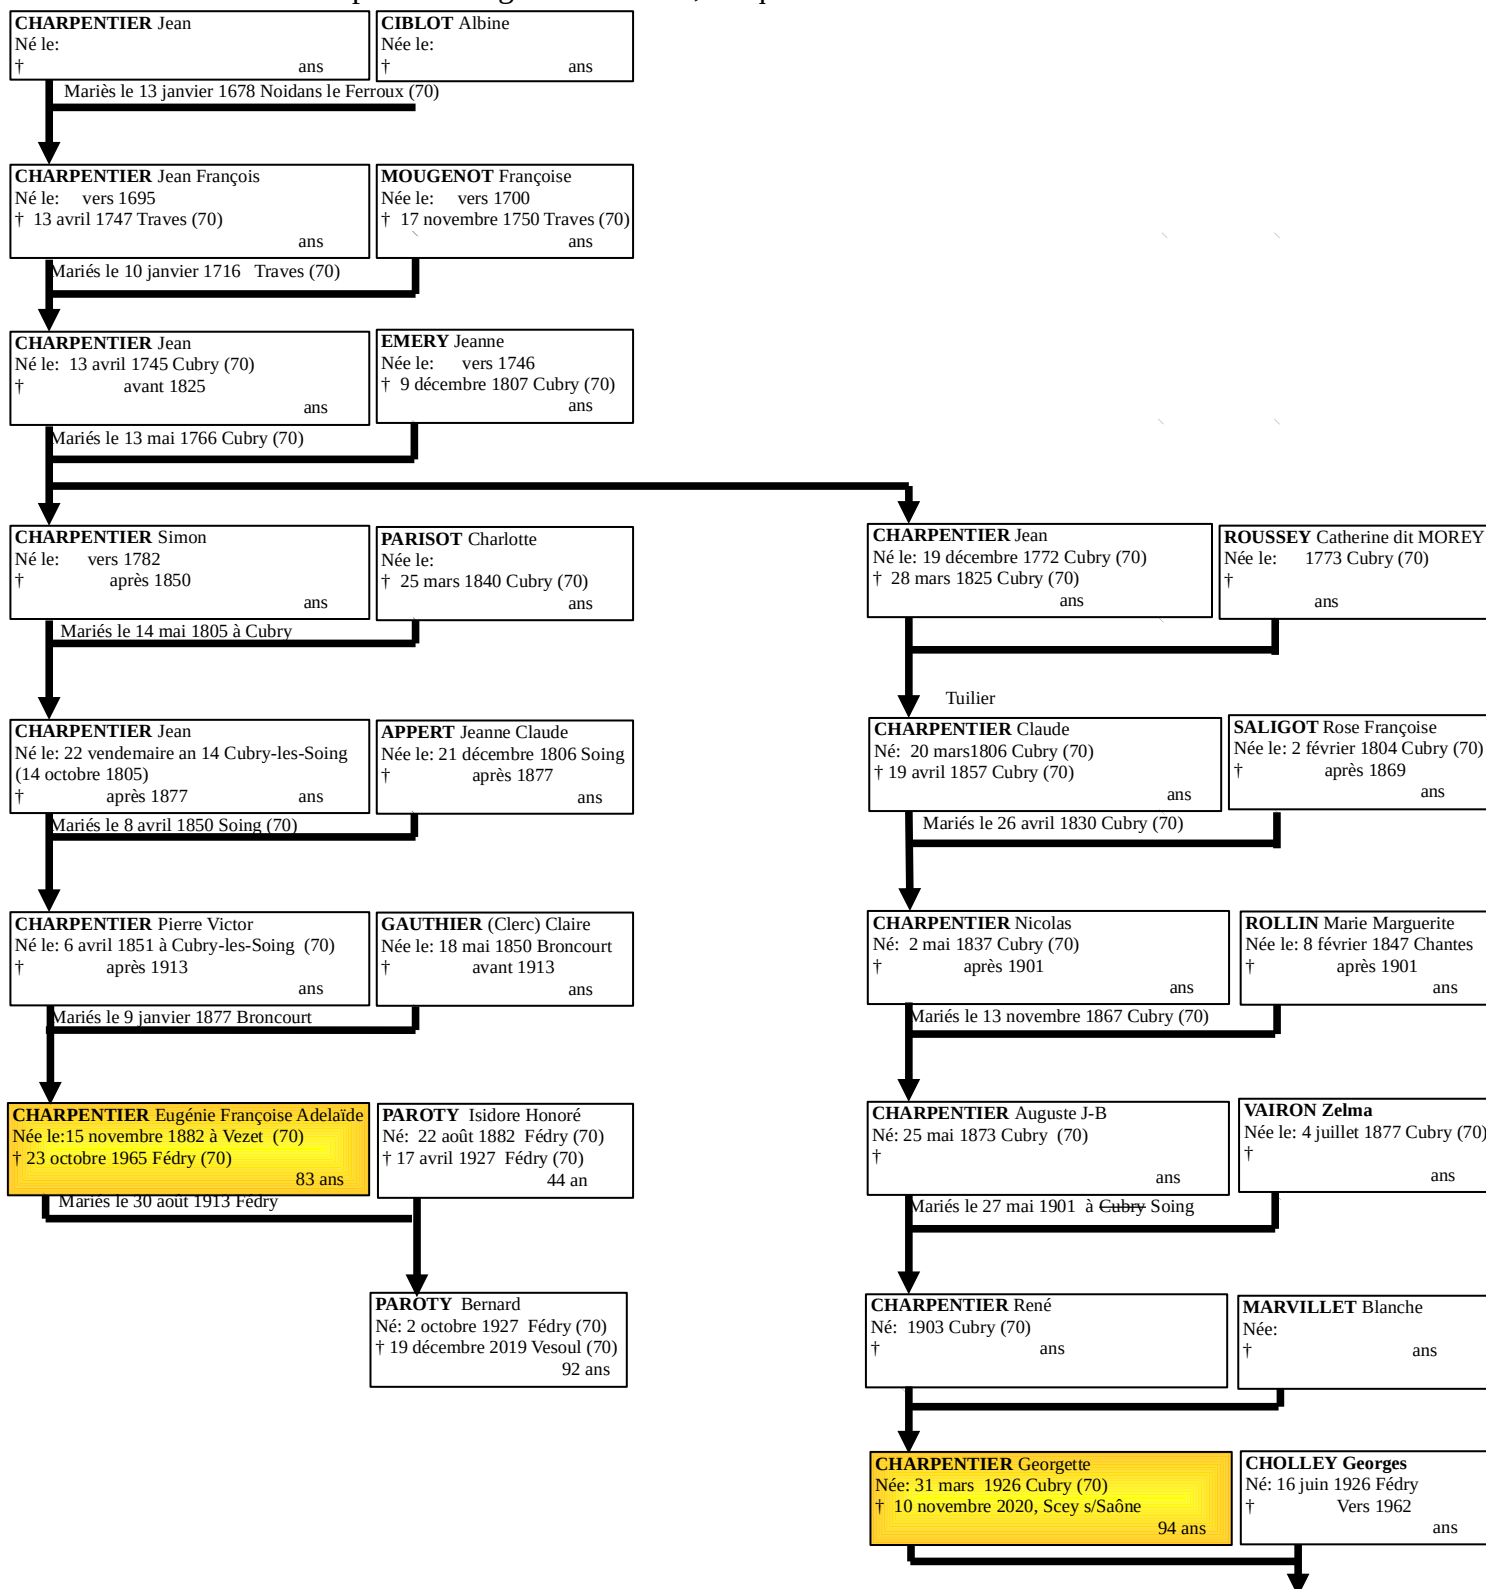 CHARPENTIER Jean
Né le:
† ans
CIBLOT Albine
Née le:
† ans
Mariès le 13 janvier 1678 Noidans le Ferroux (70)
CHARPENTIER Jean François
Né le: vers 1695
† 13 avril 1747 Traves (70)
ans
MOUGENOT Françoise
Née le: vers 1700
† 17 novembre 1750 Traves (70)
ans
Mariés le 10 janvier 1716 Traves (70)
CHARPENTIER Jean
Né le: 13 avril 1745 Cubry (70)
† avant 1825
ans
EMERY Jeanne
Née le: vers 1746
† 9 décembre 1807 Cubry (70)
ans
Mariés le 13 mai 1766 Cubry (70)
CHARPENTIER Simon
Né le: vers 1782
† après 1850
ans
PARISOT Charlotte
Née le:
† 25 mars 1840 Cubry (70)
ans
Mariés le 14 mai 1805 à Cubry
CHARPENTIER Jean
Né le: 19 décembre 1772 Cubry (70)
† 28 mars 1825 Cubry (70)
ans
ROUSSEY Catherine dit MOREY
Née le: 1773 Cubry (70)
†
ans
CHARPENTIER Jean
Né le: 22 vendemaire an 14 Cubry-les-Soing
(14 octobre 1805)
† après 1877 ans
APPERT Jeanne Claude
Née le: 21 décembre 1806 Soing
† après 1877
ans
Mariés le 8 avril 1850 Soing (70)
Tuilier
CHARPENTIER Claude
Né: 20 mars1806 Cubry (70)
† 19 avril 1857 Cubry (70)
ans
SALIGOT Rose Françoise
Née le: 2 février 1804 Cubry (70)
† après 1869
ans
Mariés le 26 avril 1830 Cubry (70)
CHARPENTIER Pierre Victor
Né le: 6 avril 1851 à Cubry-les-Soing (70)
† après 1913
ans
GAUTHIER (Clerc) Claire
Née le: 18 mai 1850 Broncourt
† avant 1913
ans
Mariés le 9 janvier 1877 Broncourt
CHARPENTIER Nicolas
Né: 2 mai 1837 Cubry (70)
† après 1901
ans
ROLLIN Marie Marguerite
Née le: 8 février 1847 Chantes
† après 1901
ans
Mariés le 13 novembre 1867 Cubry (70)
CHARPENTIER Eugénie Françoise Adelaïde
Née le:15 novembre 1882 à Vezet (70)
† 23 octobre 1965 Fédry (70)
83 ans
PAROTY Isidore Honoré
Né: 22 août 1882 Fédry (70)
† 17 avril 1927 Fédry (70)
44 an
Mariés le 30 août 1913 Fédry
CHARPENTIER Auguste J-B
Né: 25 mai 1873 Cubry (70)
†
ans
VAIRON Zelma
Née le: 4 juillet 1877 Cubry (70)
†
ans
Mariés le 27 mai 1901 à Cubry Soing
PAROTY Bernard
Né: 2 octobre 1927 Fédry (70)
† 19 décembre 2019 Vesoul (70)
92 ans
CHARPENTIER René
Né: 1903 Cubry (70)
† ans
MARVILLET Blanche
Née:
† ans
CHARPENTIER Georgette
Née: 31 mars 1926 Cubry (70)
† 10 novembre 2020, Scey s/Saône
94 ans
CHOLLEY Georges
Né: 16 juin 1926 Fédry
† Vers 1962
ans